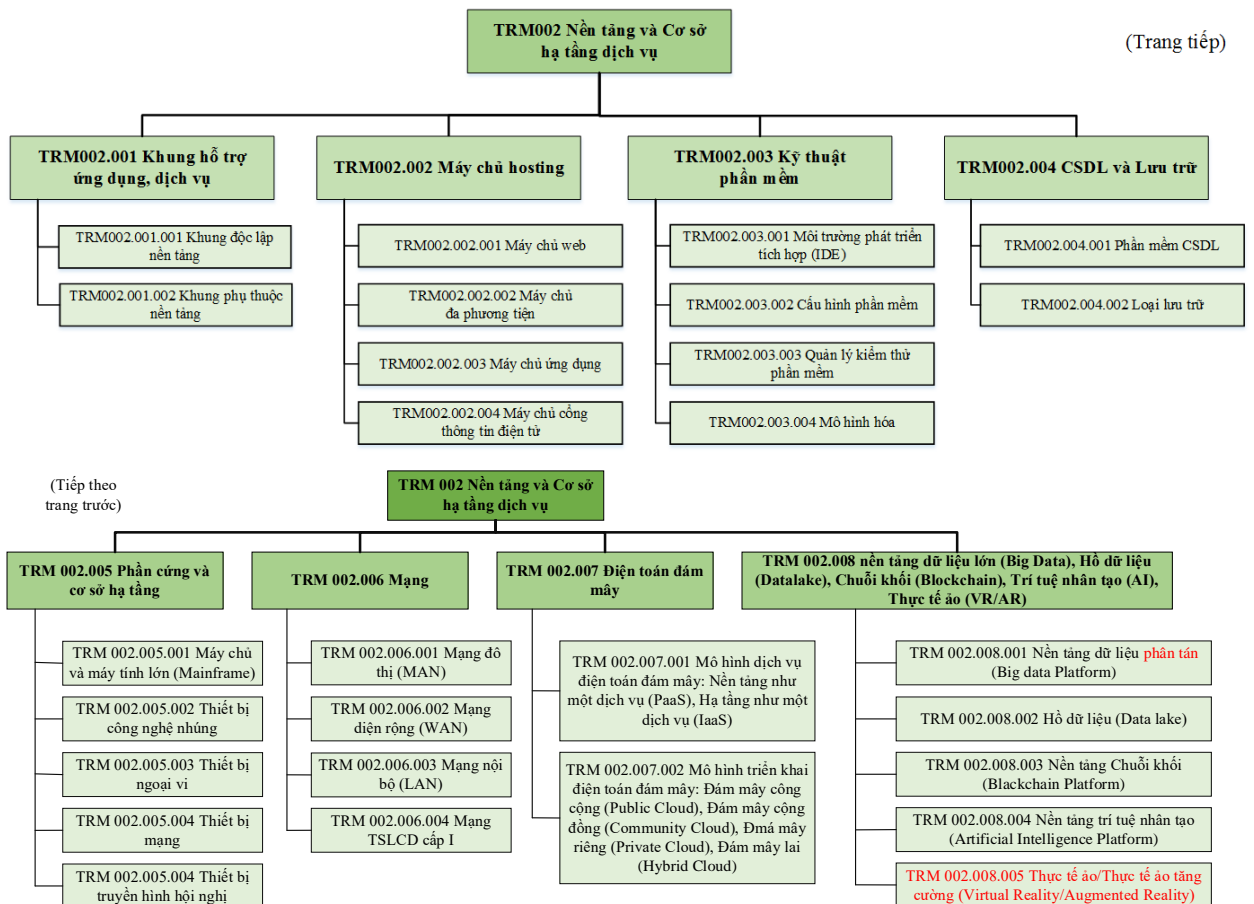 TRM002 Nền tảng và Cơ sở
hạ tầng dịch vụ
(Trang tiếp)
TRM002.001 Khung hỗ trợ
ứng dụng, dịch vụ
TRM002.001.001 Khung độc lập
nền tảng
TRM002.001.002 Khung phụ thuộc
nền tảng
TRM002.002 Máy chủ hosting
TRM002.002.001 Máy chủ web
TRM002.002.002 Máy chủ
đa phương tiện
TRM002.002.003 Máy chủ ứng dụng
TRM002.002.004 Máy chủ cổng
thông tin điện tử
TRM002.003 Kỹ thuật
phần mềm
TRM002.003.01 Môi trường phát triển
tích hợp (IDE)
TRM002.003.002 Cấu hình phần mềm
TRM002.003.003 Quản lý kiểm thử
phần mềm
TRM002.003.004 Mô hình hóa
TRM002.004 CSDL và Lưu trữ
TRM002.004.001 Phần mềm CSDL
TRM002.004.002 Loại lưu trữ
(Tiếp theo
trang trước)
TRM 002 Nền tảng và Cơ sở
hạ tầng dịch vụ
TRM 002.005 Phần cứng và
cơ sở hạ tầng
TRM 002.005.001 Máy chủ
và máy tính lớn (Mainframe)
TRM 002.005.002 Thiết bị
công nghệ nhúng
TRM 002.005.003 Thiết bị
ngoại vi
TRM 002.005.004 Thiết bị
mạng
TRM 002.005.004 Thiết bị
truyền hình hội nghị
TRM 002.006 Mạng
TRM 002.006.001 Mạng đô
thị (MAN)
TRM 002.006.002 Mạng
diện rộng (WAN)
TRM 002.006.003 Mạng nội
bộ (LAN)
TRM 002.006.004 Mạng
TSLCD cấp I
TRM 002.007 Điện toán đám
mây
TRM 002.007.001 Mô hình dịch vụ
điện toán đám mây: Nền tảng như
một dịch vụ (PaaS), Hạ tầng như một
dịch vụ (IaaS)
TRM 002.007.002 Mô hình triển khai
điện toán đám mây: Đám mây công
cộng (Public Cloud), Đám mây cộng
đồng (Community Cloud), Đmá mây
riêng (Private Cloud), Đám mây lai
(Hybrid Cloud)
TRM 002.008 nền tảng dữ liệu lớn (Big Data), Hồ dữ liệu
(Datalake), Chuỗi khối (Blockchain), Trí tuệ nhân tạo (AI),
Thực tế ảo (VR/AR)
TRM 002.008.001 Nền tảng dữ liệu phân tán
(Big data Platform)
TRM 002.008.002 Hồ dữ liệu (Data lake)
TRM 002.008.003 Nền tảng Chuỗi khối
(Blackchain Platform)
TRM 002.008.004 Nền tảng trí tuệ nhân tạo
(Artificial Intelligence Platform)
TRM 002.008.005 Thực tế ảo/Thực tế ảo tăng
cường (Virtual Reality/Augmented Reality)